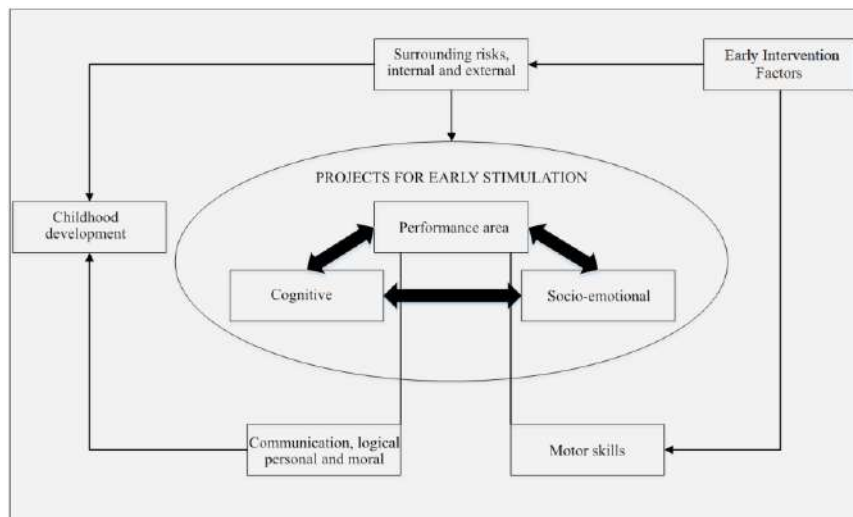 Surrounding risks,
internal and external
Early Intervention
Factors
PROJECTS FOR EARLY STIMULATION
Childhood
development
Performance area
Cognitive
Socio-emotional
Communication, logical
personal and moral
Motor skills